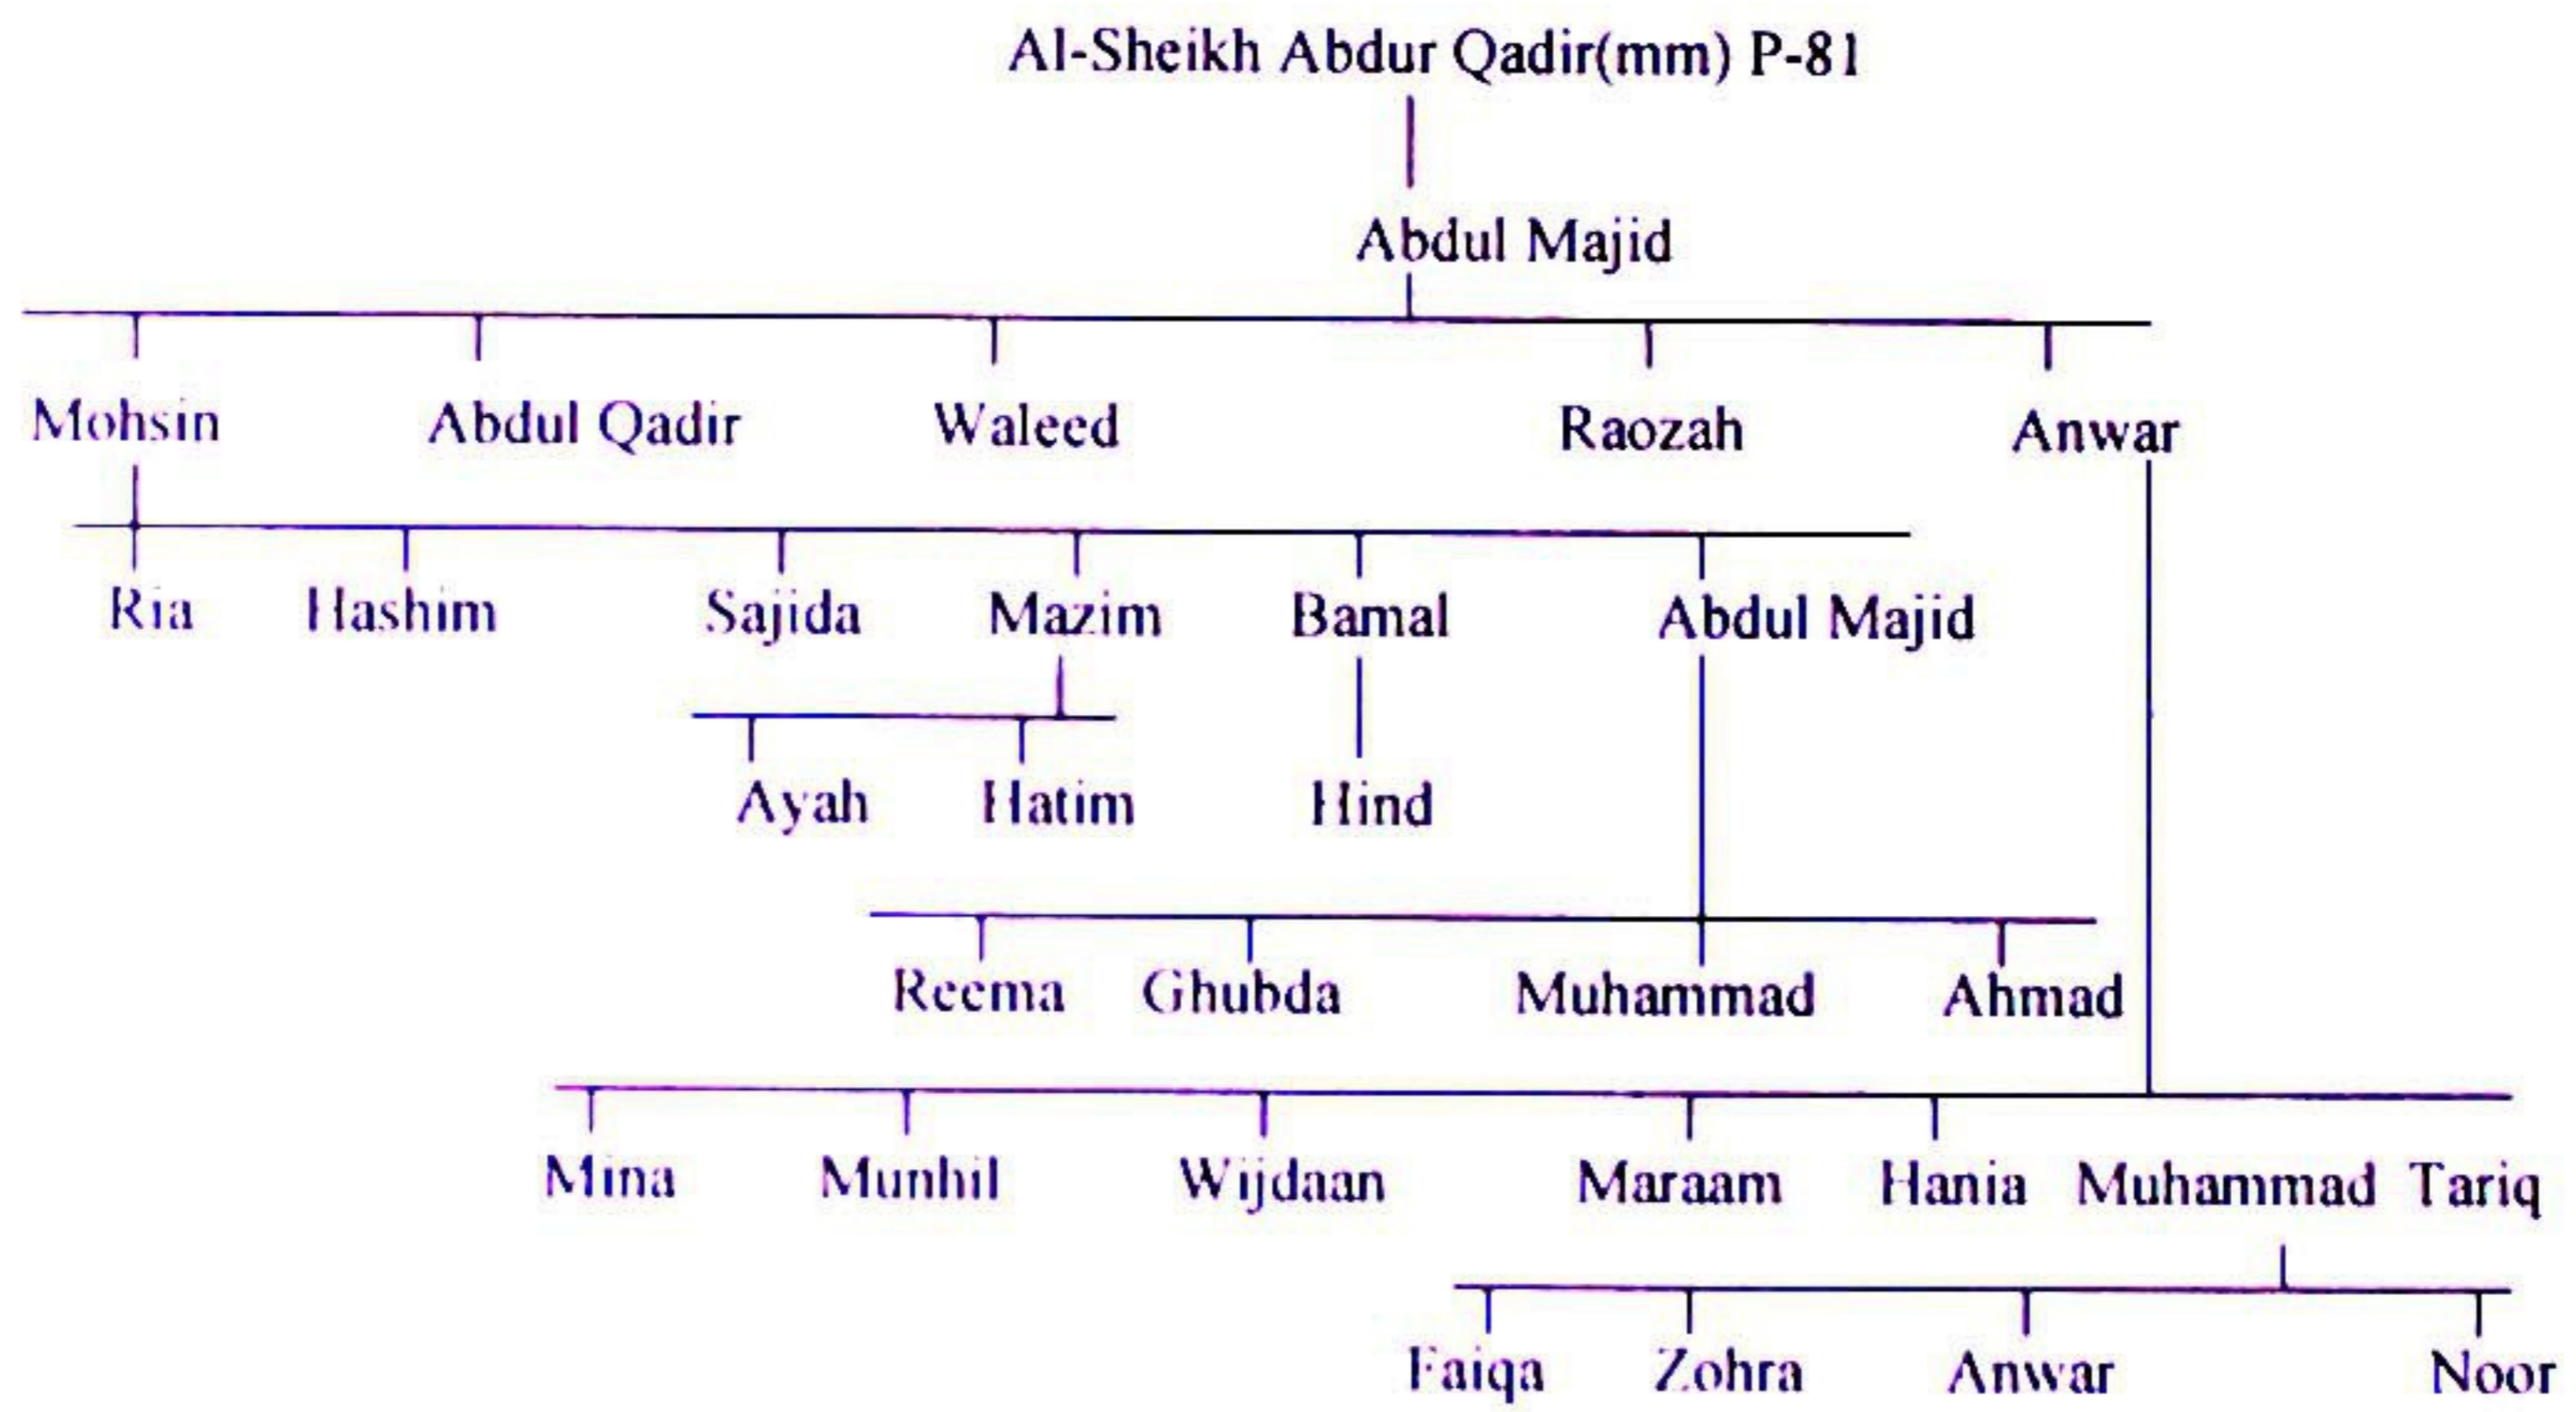 Al-Sheikh Abdur Qadir(mm) P-81
Abdul Majid
Mohsin Abdul Qadir Waleed Raozah Anwar
Ria Hashim Sajida Mazim Bamal Abdul Majid
Ayah Hatim Hind
Reema Ghubda Muhammad Ahmad
Mina Munhil Wijdaan Maraam Hania Muhammad Tariq
Faiqa Zohra Anwar Noor